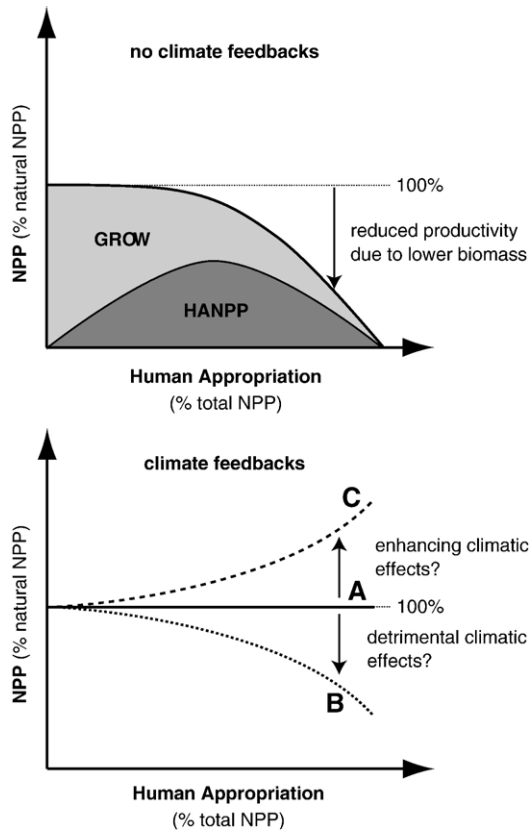 no climate feedbacks
NPP (% natural NPP)
100%
GROW
reduced productivity
due to lower biomass
HANPP
Human Appropriation
(% total NPP)
climate feedbacks
C
NPP (% natural NPP)
enhancing climatic
effects?
A
100%
detrimental climatic
effects?
B
Human Appropriation
(% total NPP)